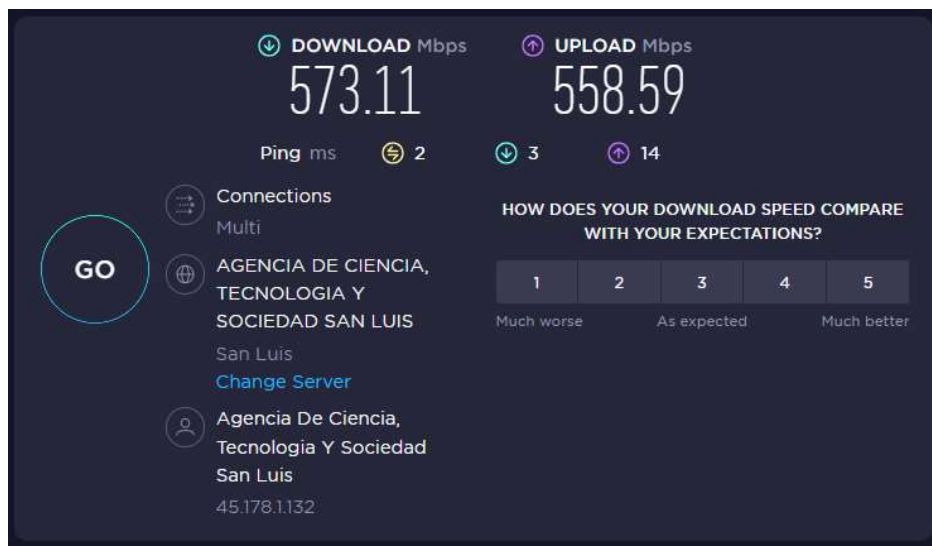 DOWNLOAD Mbps
573.11
UPLOAD Mbps
558.59
Ping ms 2 3 14
GO
Connections
Multi
AGENCIA DE CIENCIA,
TECNOLOGIA Y
SOCIEDAD SAN LUIS
San Luis
Change Server
Agencia De Ciencia,
Tecnologia Y Sociedad
San Luis
45.178.1.132
HOW DOES YOUR DOWNLOAD SPEED COMPARE
WITH YOUR EXPECTATIONS?
1 2 3 4 5
Much worse As expected Much better